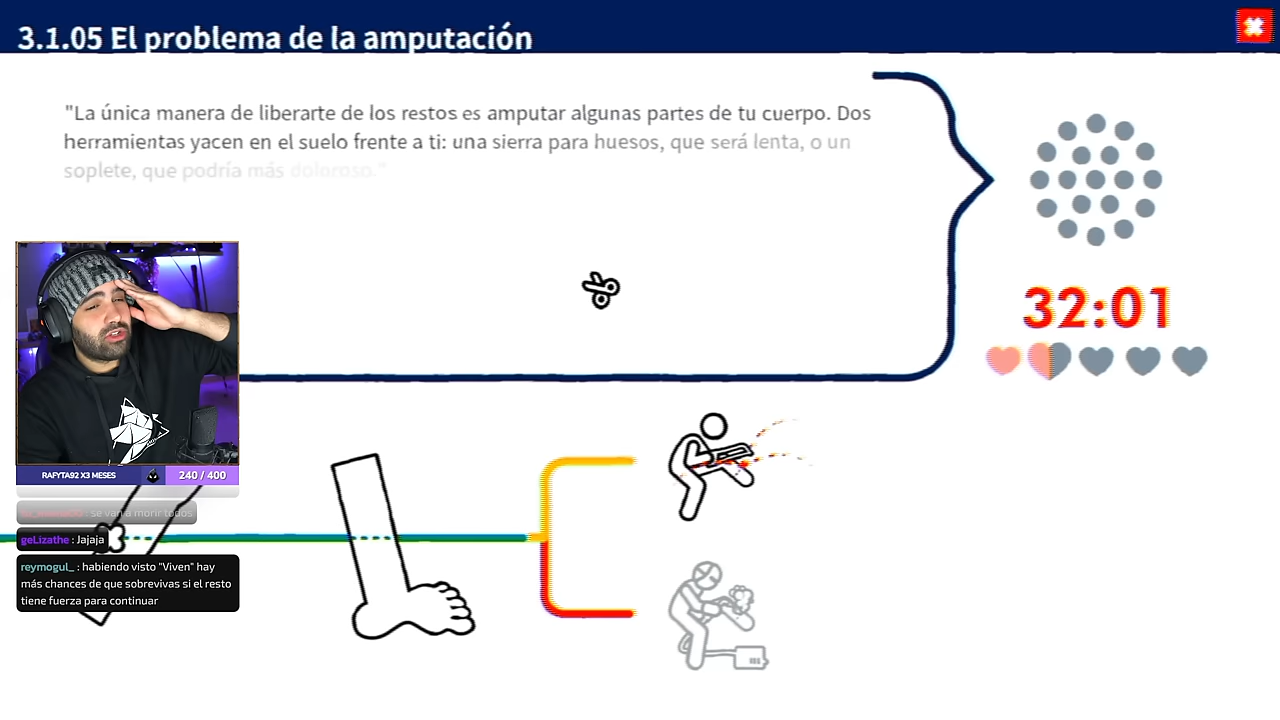 3.1.05 El problema de la amputación
"La única manera de liberarte de los restos es amputar algunas partes de tu cuerpo. Dos
herramientas yacen en el suelo frente a ti: una sierra para huesos, que será lenta, o un
soplete, que podría más doloroso."
32:01
RAFYTA92 X3 MESES
240 / 400
: se van a morir todos
geLizathe : Jajaja
reymogul_ : habiendo visto "Viven" hay
más chances de que sobrevivas si el resto
tiene fuerza para continuar